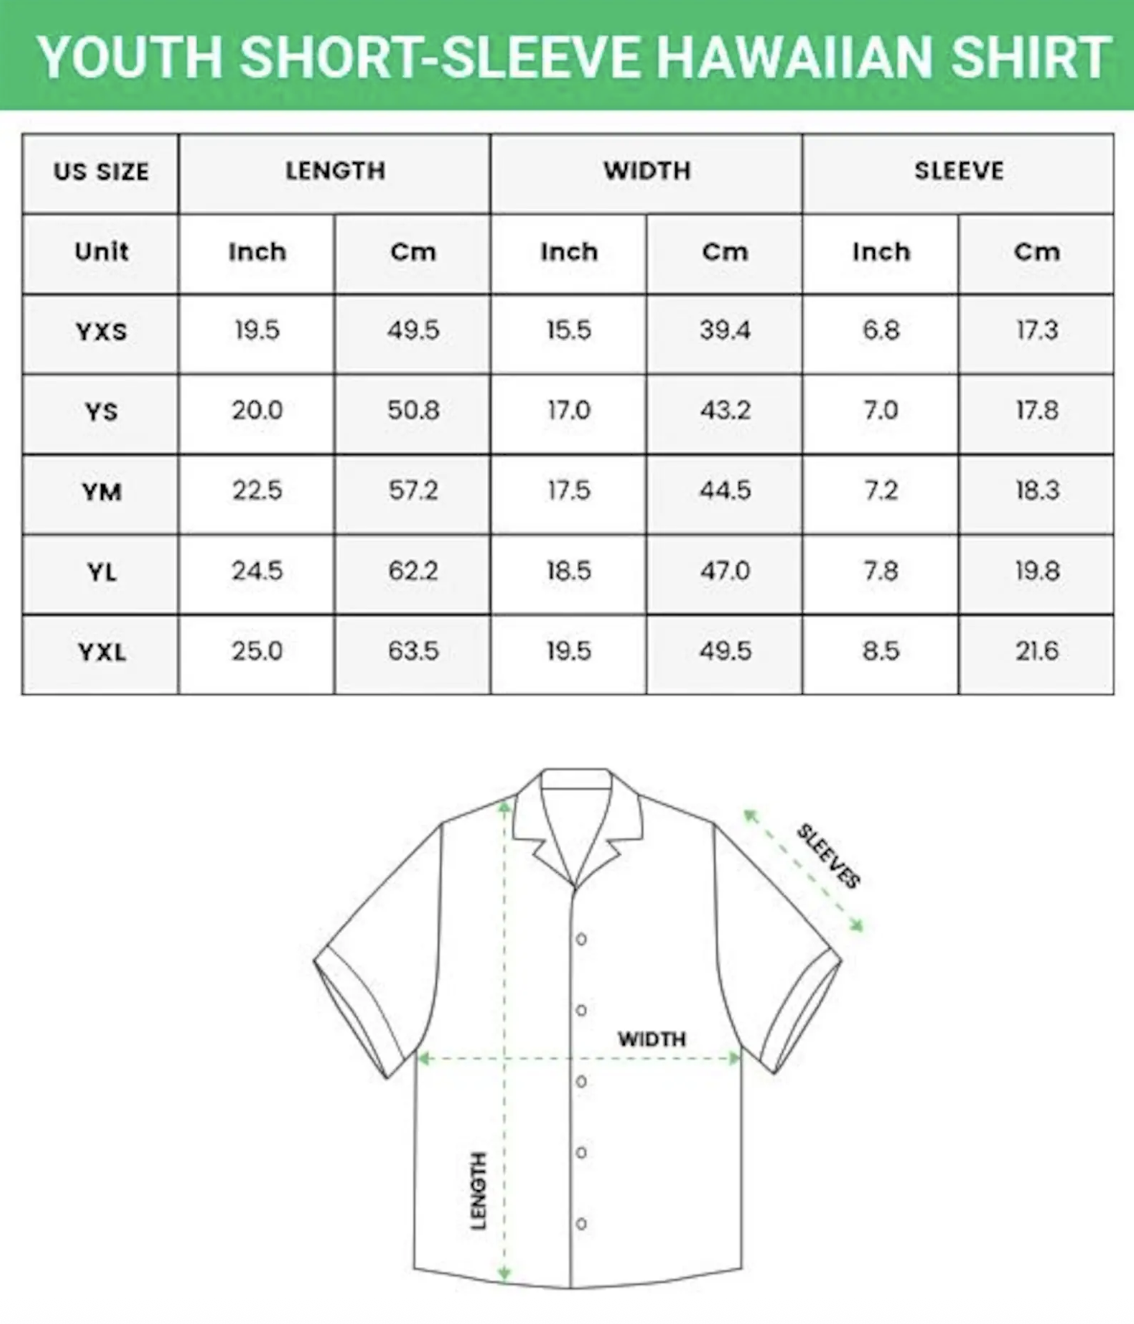 YOUTH SHORT-SLEEVE HAWAIIAN SHIRT
US SIZE LENGTH WIDTH SLEEVE
Unit Inch Cm Inch Cm Inch Cm
YXS 19.5 49.5 15.5 39.4 6.8 17.3
YS 20.0 50.8 17.0 43.2 7.0 17.8
YM 22.5 57.2 17.5 44.5 7.2 18.3
YL 24.5 62.2 18.5 47.0 7.8 19.8
YXL 25.0 63.5 19.5 49.5 8.5 21.6
SLEEVES
WIDTH
LENGTH